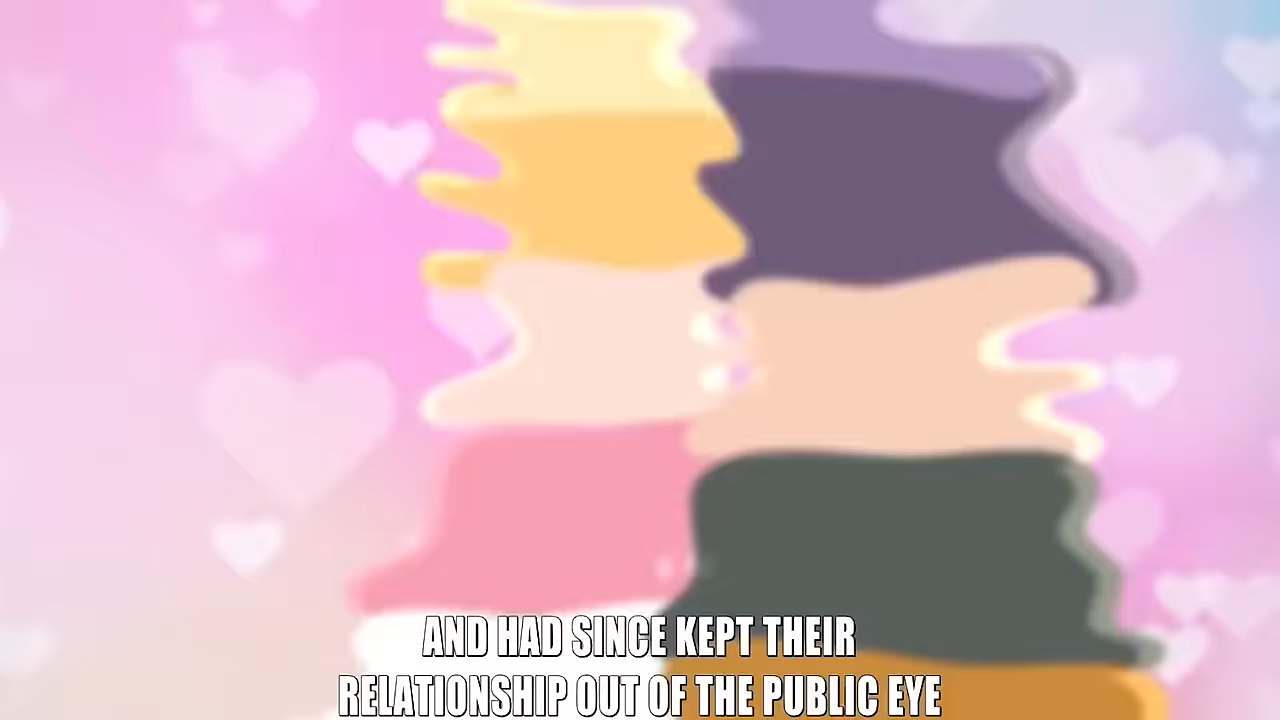 AND HAD SINCE KEPT THEIR
RELATIONSHIP OUT OF THE PUBLIC EYE